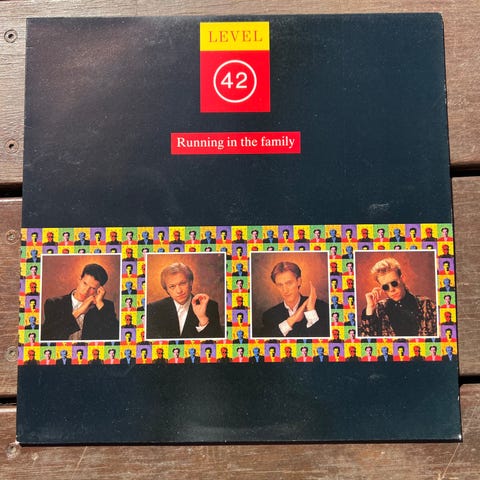 LEVEL
42
Running in the family